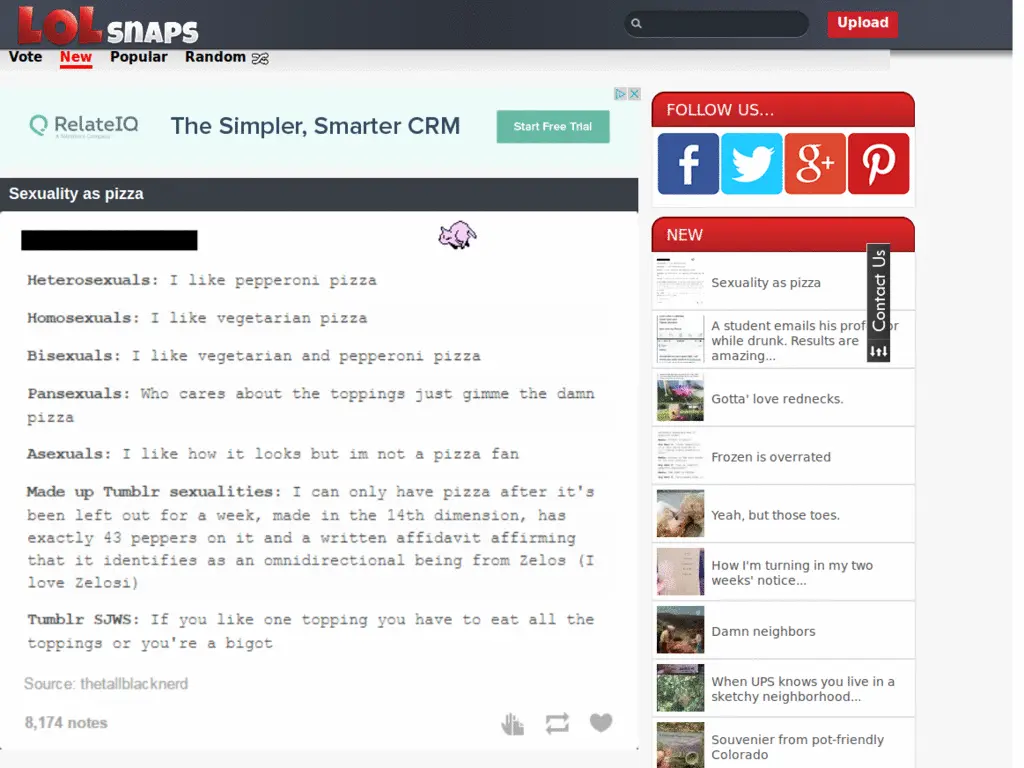 LOL snaps
Upload
Vote New Popular Random
RelateIQ
The Simpler, Smarter CRM
Start Free Trial
Sexuality as pizza
Heterosexuals: I like pepperoni pizza
Homosexuals: I like vegetarian pizza
Bisexuals: I like vegetarian and pepperoni pizza
Pansexuals: Who cares about the toppings just gimme the damn
pizza
Asexuals: I like how it looks but im not a pizza fan
Made up Tumblr sexualities: I can only have pizza after it's
been left out for a week, made in the 14th dimension, has
exactly 43 peppers on it and a written affidavit affirming
that it identifies as an omnidirectional being from Zelos (I
love Zelosi)
Tumblr SJWS: If you like one topping you have to eat all the
toppings or you're a bigot
Source: thetallblacknerd
8,174 notes
FOLLOW US...
f
g+
NEW
Contact Us
Sexuality as pizza
A student emails his prof or
while drunk. Results are
amazing...
Gotta' love rednecks.
Frozen is overrated
Yeah, but those toes.
How I'm turning in my two
weeks' notice...
Damn neighbors
When UPS knows you live in a
sketchy neighborhood...
Souvenier from pot-friendly
Colorado